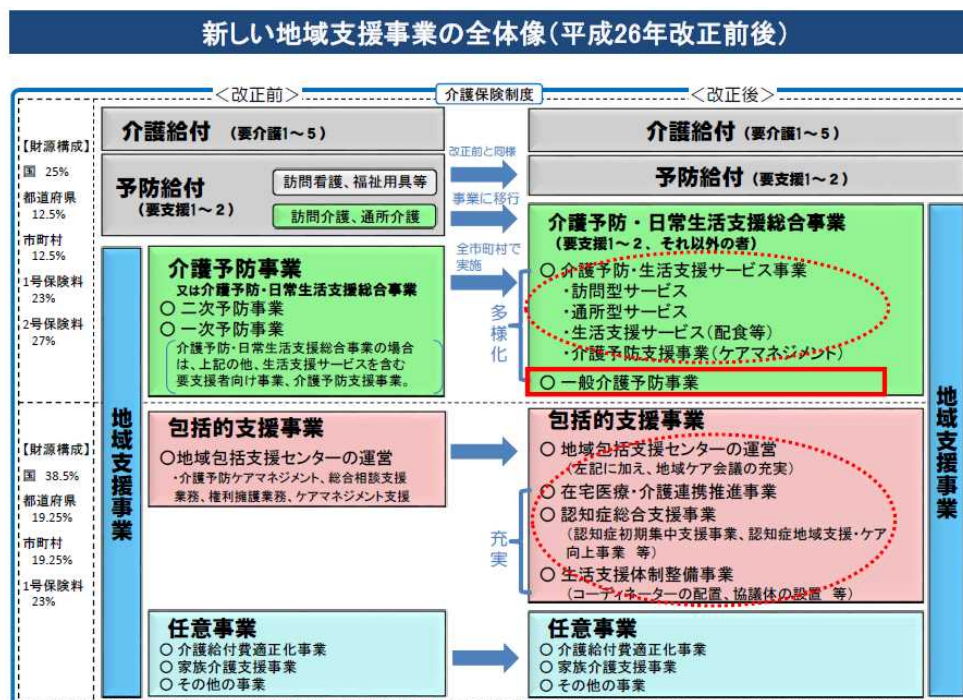 新しい地域支援事業の全体像(平成26年改正前後)
<改正前>
介護保険制度
<改正後>
【財源構成】
国 25%
都道府県
12.5%
市町村
12.5%
1号保険料
23%
2号保険料
27%
【財源構成】
国 38.5%
都道府県
19.25%
市町村
19.25%
1号保険料
23%
介護給付 (要介護1~5)
予防給付
(要支援1~2)
訪問看護、福祉用具等
訪問介護、通所介護
地域支援事業
介護予防事業
又は介護予防・日常生活支援総合事業
○ 二次予防事業
○ 一次予防事業
介護予防・日常生活支援総合事業の場合
は、上記の他、生活支援サービスを含む
要支援者向け事業、介護予防支援事業。
包括的支援事業
○地域包括支援センターの運営
・介護予防ケアマネジメント、総合相談支援
業務、権利擁護業務、ケアマネジメント支援
任意事業
○ 介護給付費適正化事業
○ 家族介護支援事業
○ その他の事業
改正前と同様
事業に移行
全市町村で
実施
多様化
充実
介護給付 (要介護1~5)
予防給付(要支援1~2)
介護予防・日常生活支援総合事業
(要支援1~2、それ以外の者)
○ 介護予防・生活支援サービス事業
・訪問型サービス
・通所型サービス
・生活支援サービス(配食等)
・介護予防支援事業(ケアマネジメント)
○ 一般介護予防事業
包括的支援事業
○ 地域包括支援センターの運営
(左記に加え、地域ケア会議の充実)
○ 在宅医療・介護連携推進事業
○ 認知症総合支援事業
(認知症初期集中支援事業、認知症地域支援・ケア
向上事業 等)
○ 生活支援体制整備事業
(コーディネーターの配置、協議体の設置 等)
任意事業
○ 介護給付費適正化事業
○ 家族介護支援事業
○ その他の事業
地域支援事業